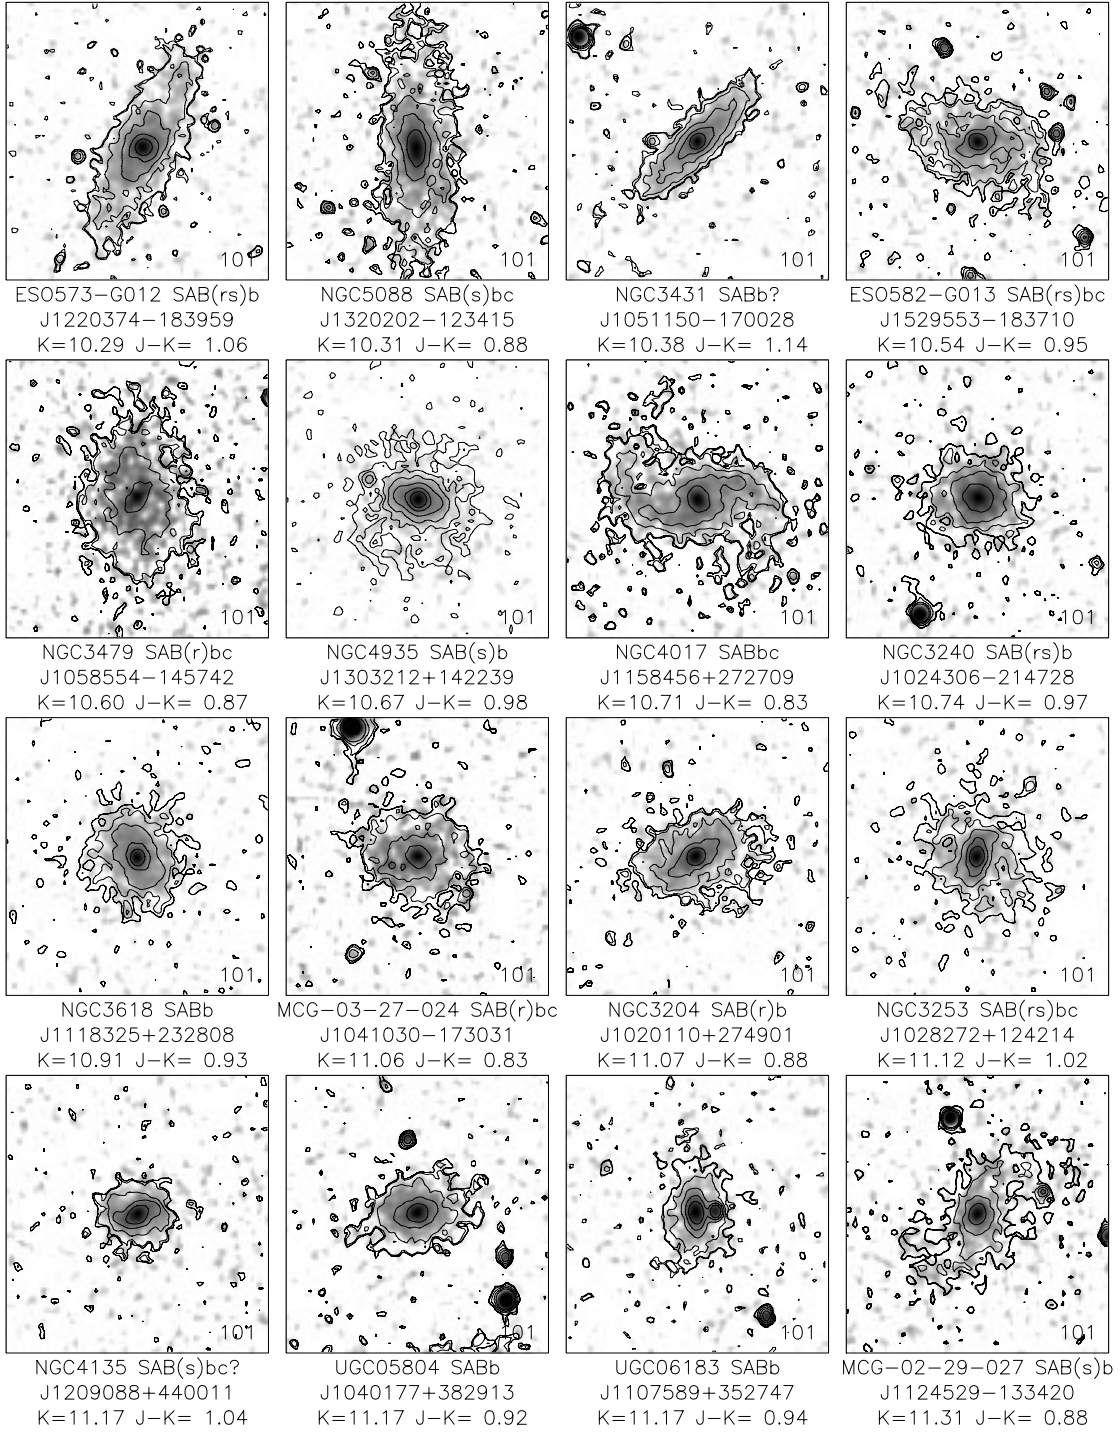 101 101 101 101
ESO573-G012 SAB(rs)b NGC5088 SAB(s)bc NGC3431 SABb? ESO582-G013 SAB(rs)bc
J1220374-183959 J1320202-123415 J1051150-170028 J1529553-183710
K=10.29 J-K= 1.06 K=10.31 J-K= 0.88 K=10.38 J-K= 1.14 K=10.54 J-K= 0.95
101 101 101 101
NGC3479 SAB(r)bc NGC4935 SAB(s)b NGC4017 SABbc NGC3240 SAB(rs)b
J1058554-145742 J1303212+142239 J1158456+272709 J1024306-214728
K=10.60 J-K= 0.87 K=10.67 J-K= 0.98 K=10.71 J-K= 0.83 K=10.74 J-K= 0.97
101 101 101 101
NGC3618 SABb MCG-03-27-024 SAB(r)bc NGC3204 SAB(r)b NGC3253 SAB(rs)bc
J1118325+232808 J1041030-173031 J1020110+274901 J1028272+124214
K=10.91 J-K= 0.93 K=11.06 J-K= 0.83 K=11.07 J-K= 0.88 K=11.12 J-K= 1.02
101 101 101 101
NGC4135 SAB(s)bc? UGC05804 SABb UGC06183 SABb MCG-02-29-027 SAB(s)b
J1209088+440011 J1040177+382913 J1107589+352747 J1124529-133420
K=11.17 J-K= 1.04 K=11.17 J-K= 0.92 K=11.17 J-K= 0.94 K=11.31 J-K= 0.88